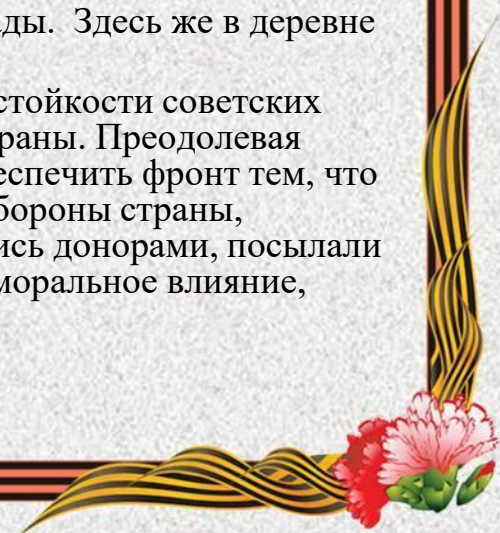 ды. Здесь же в деревне
стойкости советских
раны. Преодолевая
еспечить фронт тем, что
бороны страны,
ись донорами, посылали
моральное влияние,